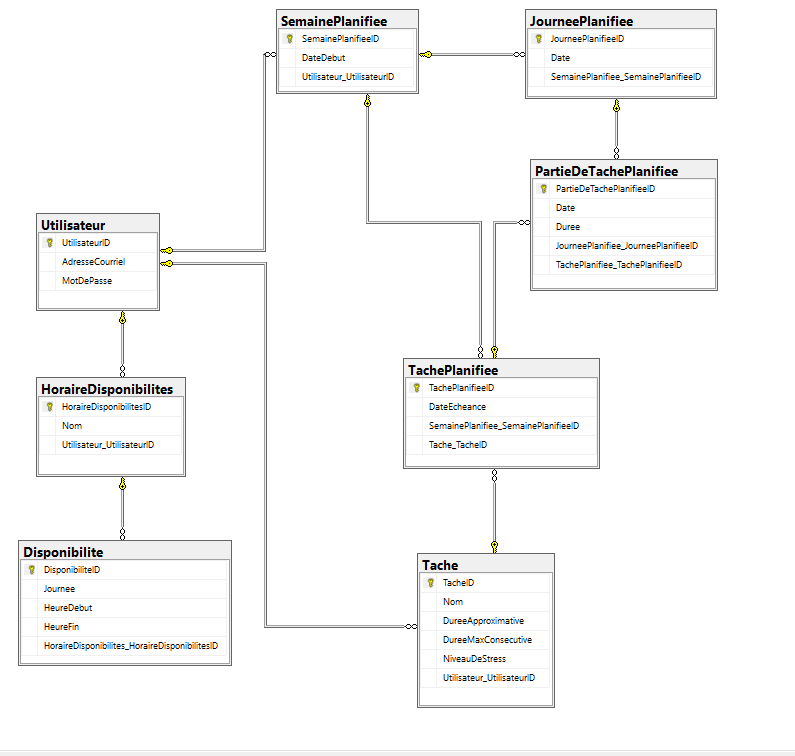 SemainePlanifiee
SemainePlanifieeID
DateDebut
Utilisateur_UtilisateurID
JourneePlanifiee
JourneePlanifieeID
Date
SemainePlanifiee_SemainePlanifieeID
PartieDeTachePlanifiee
PartieDeTachePlanifieeID
Date
Duree
JourneePlanifiee_JourneePlanifieeID
TachePlanifiee_TachePlanifieeID
Utilisateur
UtilisateurID
AdresseCourriel
MotDePasse
HoraireDisponibilites
HoraireDisponibilitesID
Nom
Utilisateur_UtilisateurID
TachePlanifiee
TachePlanifieeID
DateEcheance
SemainePlanifiee_SemainePlanifieeID
Tache_TacheID
Disponibilite
DisponibiliteID
Journee
HeureDebut
HeureFin
HoraireDisponibilites_HoraireDisponibilitesID
Tache
TacheID
Nom
DureeApproximative
DureeMaxConsecutive
NiveauDeStress
Utilisateur_UtilisateurID